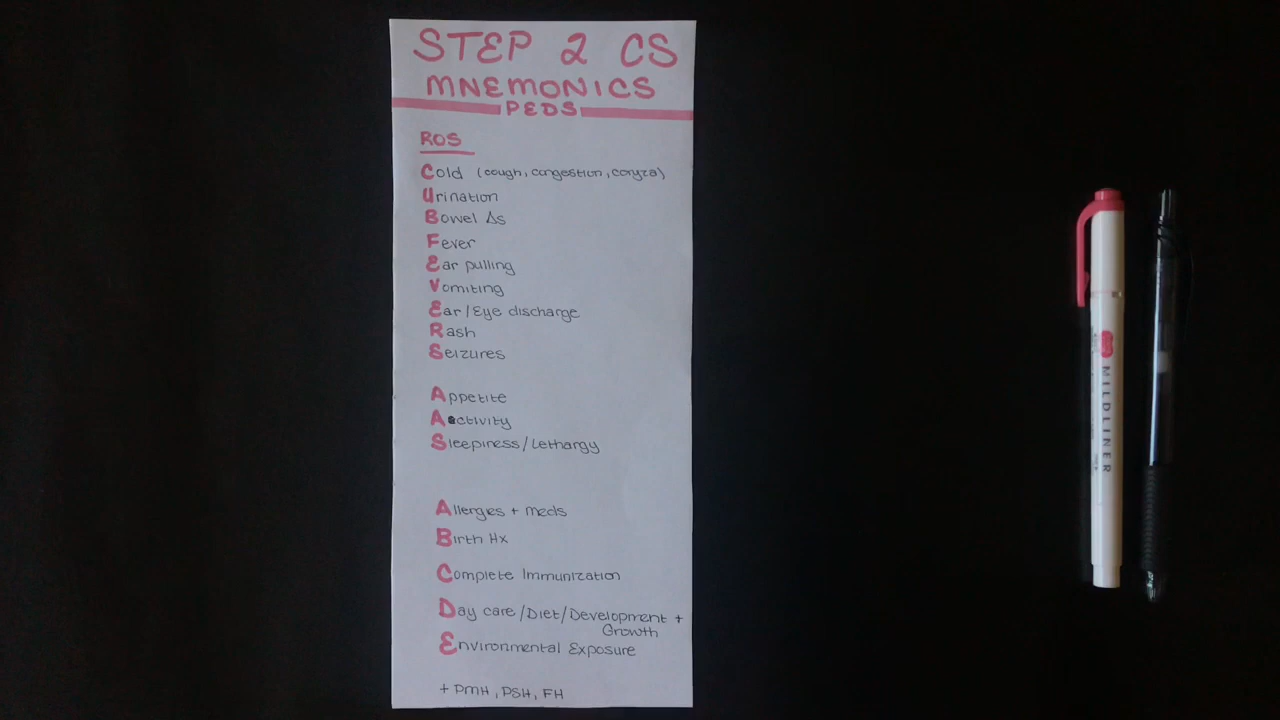 STEP 2 CS
MNEMONICS
PEDS
ROS
Cold (cough, congestion, coryza)
Urination
Bowel Δs
Fever
Ear pulling
Vomiting
Ear/Eye discharge
Rash
Seizures
Appetite
Activity
Sleepiness/Lethargy
Allergies + meds
Birth Hx
Complete Immunization
Day care/Diet/Development +
Growth
Environmental Exposure
+ PMH, PSH, FH
MILDLINER